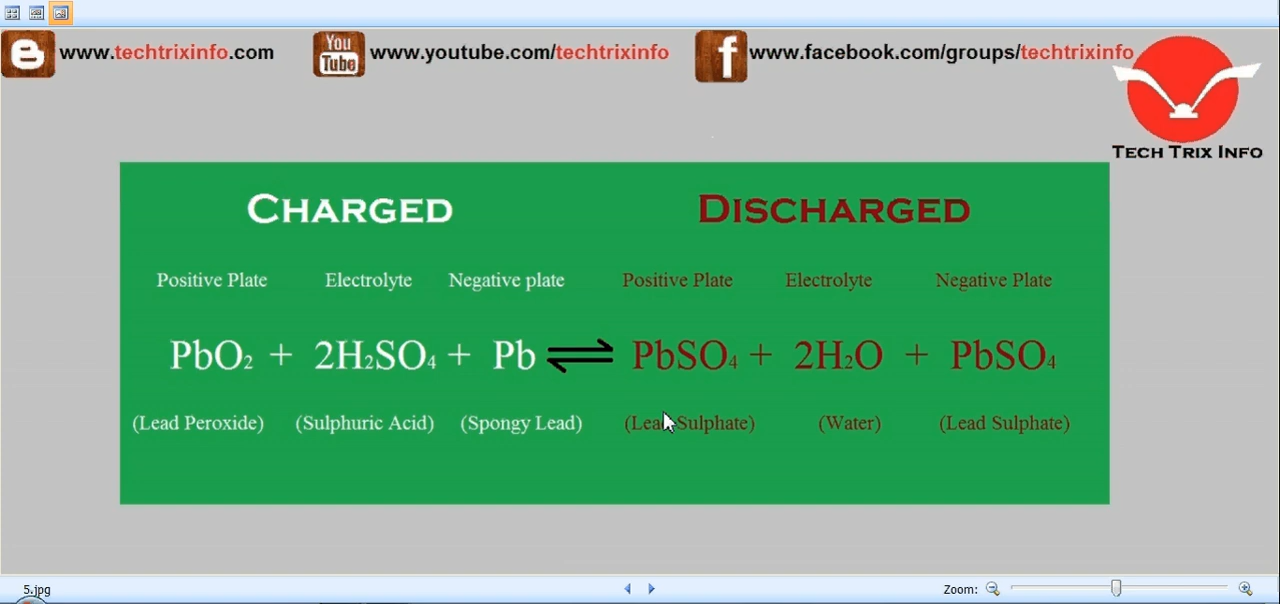 www.techtrixinfo.com You Tube www.youtube.com/techtrixinfo f www.facebook.com/groups/techtrixinfo
TECH TRIX INFO
CHARGED DISCHARGED
Positive Plate Electrolyte Negative plate Positive Plate Electrolyte Negative Plate
PbO₂ + 2H₂SO₄ + Pb ⇌ PbSO₄ + 2H₂O + PbSO₄
(Lead Peroxide) (Sulphuric Acid) (Spongy Lead) (Lead Sulphate) (Water) (Lead Sulphate)
5.jpg Zoom: